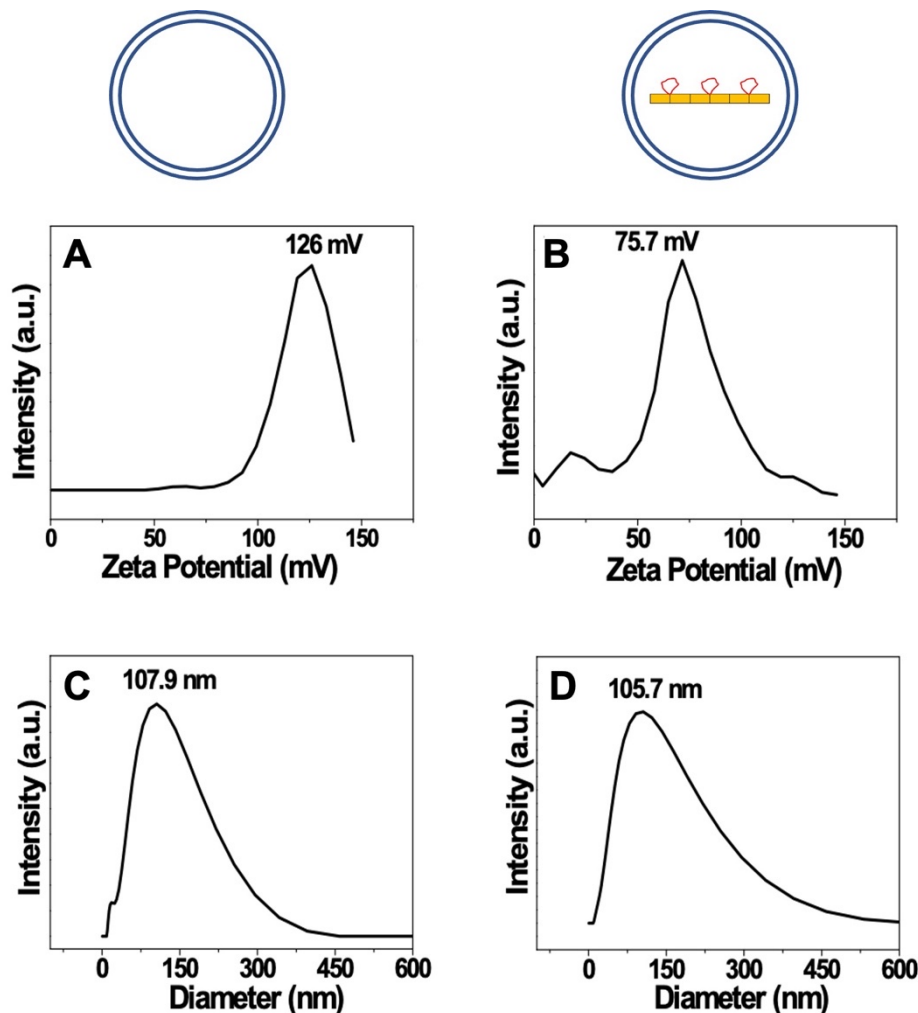 A
126 mV
Intensity (a.u.)
0 50 100 150
Zeta Potential (mV)
B
75.7 mV
Intensity (a.u.)
0 50 100 150
Zeta Potential (mV)
C
107.9 nm
Intensity (a.u.)
0 150 300 450 600
Diameter (nm)
D
105.7 nm
Intensity (a.u.)
0 150 300 450 600
Diameter (nm)